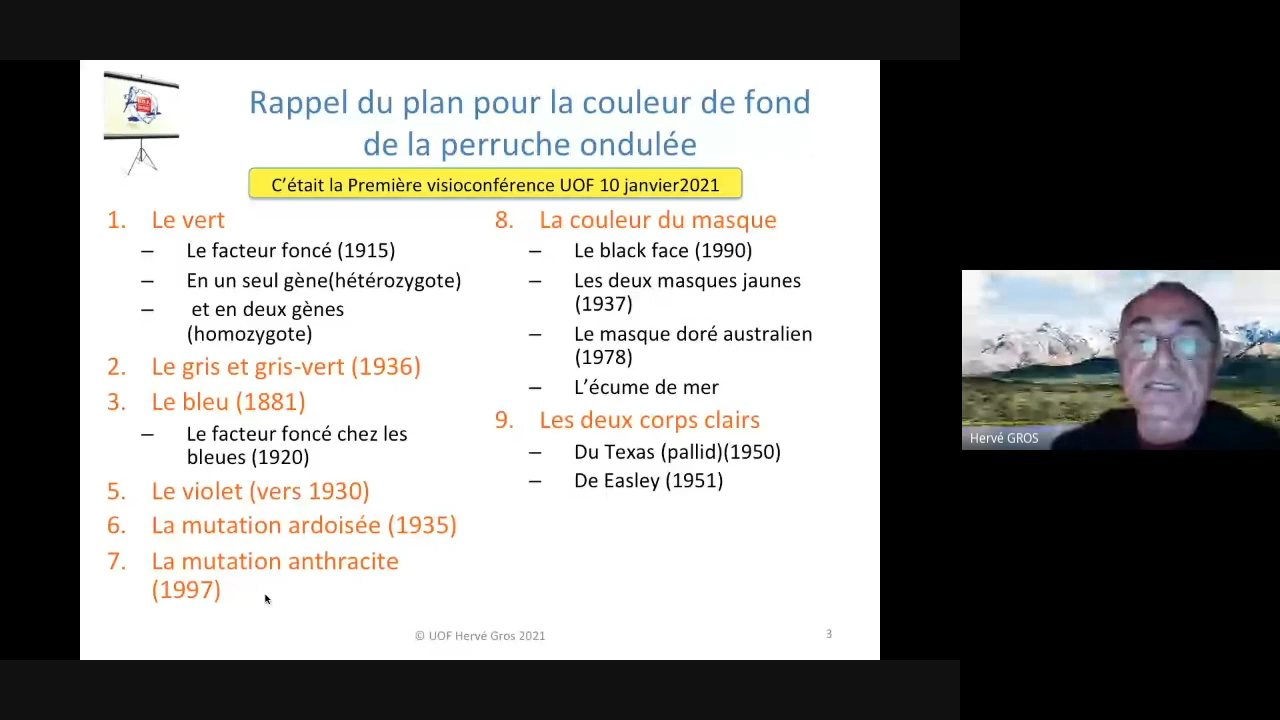 Rappel du plan pour la couleur de fond
de la perruche ondulée
C'était la Première visioconférence UOF 10 janvier2021
1. Le vert
– Le facteur foncé (1915)
– En un seul gène(hétérozygote)
– et en deux gènes
(homozygote)
2. Le gris et gris-vert (1936)
3. Le bleu (1881)
– Le facteur foncé chez les
bleues (1920)
5. Le violet (vers 1930)
6. La mutation ardoisée (1935)
7. La mutation anthracite
(1997)
8. La couleur du masque
– Le black face (1990)
– Les deux masques jaunes
(1937)
– Le masque doré australien
(1978)
– L'écume de mer
9. Les deux corps clairs
– Du Texas (pallid)(1950)
– De Easley (1951)
© UOF Hervé Gros 2021
3
Hervé GROS